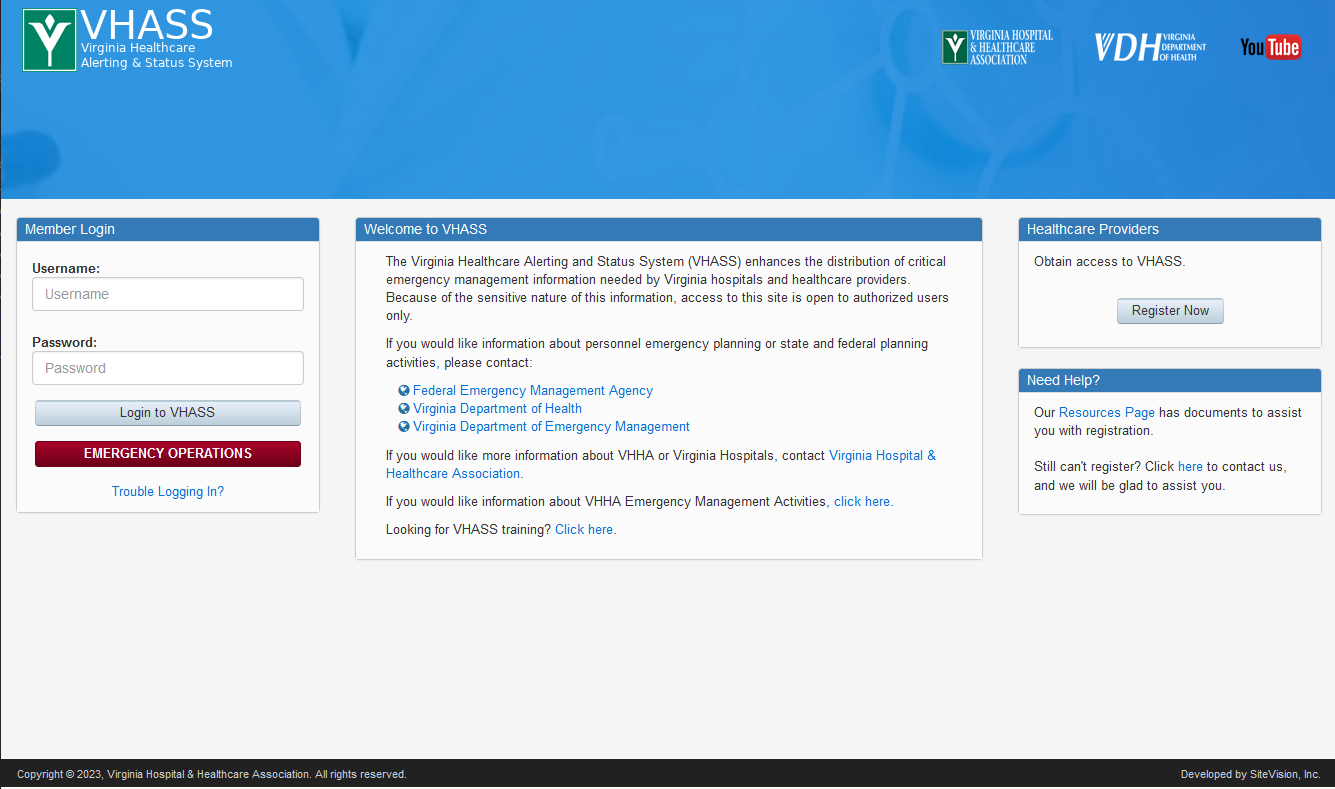 VHASS
Virginia Healthcare
Alerting & Status System
VIRGINIA HOSPITAL
& HEALTHCARE
ASSOCIATION
VDH VIRGINIA
DEPARTMENT
OF HEALTH
YouTube
Member Login
Username:
Username
Password:
Password
Login to VHASS
EMERGENCY OPERATIONS
Trouble Logging In?
Welcome to VHASS
The Virginia Healthcare Alerting and Status System (VHASS) enhances the distribution of critical
emergency management information needed by Virginia hospitals and healthcare providers.
Because of the sensitive nature of this information, access to this site is open to authorized users
only.
If you would like information about personnel emergency planning or state and federal planning
activities, please contact:
Federal Emergency Management Agency
Virginia Department of Health
Virginia Department of Emergency Management
If you would like more information about VHHA or Virginia Hospitals, contact Virginia Hospital &
Healthcare Association.
If you would like information about VHHA Emergency Management Activities, click here.
Looking for VHASS training? Click here.
Healthcare Providers
Obtain access to VHASS.
Register Now
Need Help?
Our Resources Page has documents to assist
you with registration.
Still can't register? Click here to contact us,
and we will be glad to assist you.
Copyright © 2023, Virginia Hospital & Healthcare Association. All rights reserved.
Developed by SiteVision, Inc.